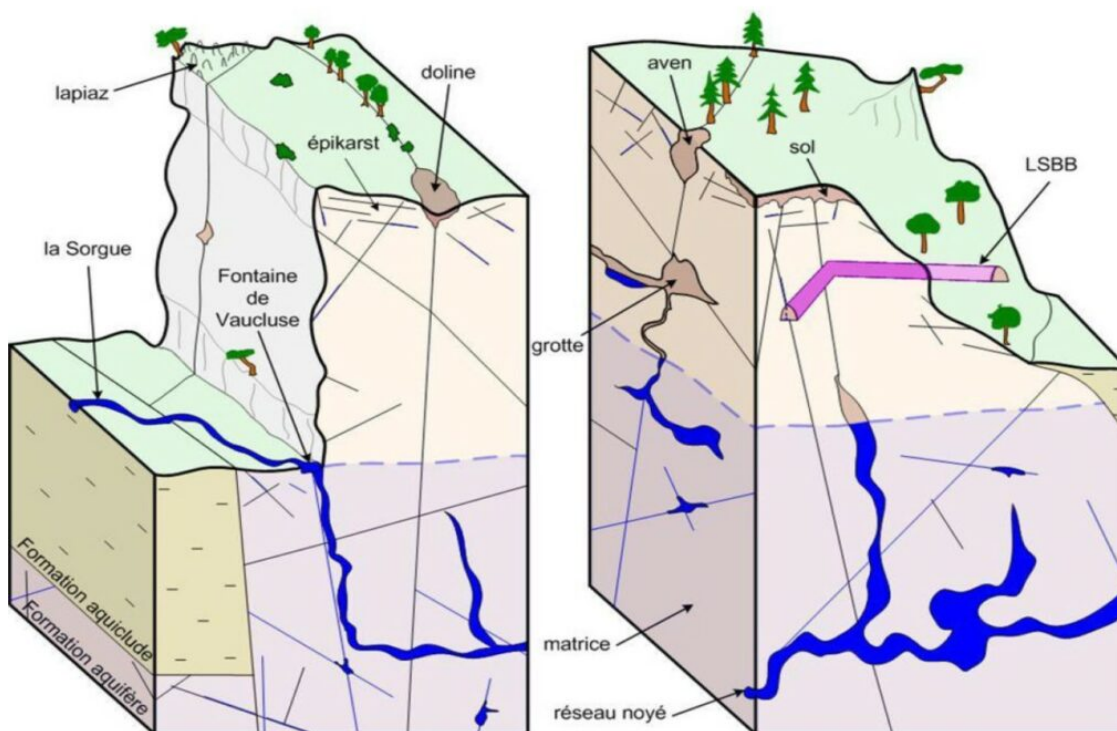 lapiaz
doline
épikarst
la Sorgue
Fontaine
de
Vaucluse
Formation aquiclude
Formation aquifère
aven
sol
LSBB
grotte
matrice
réseau noyé